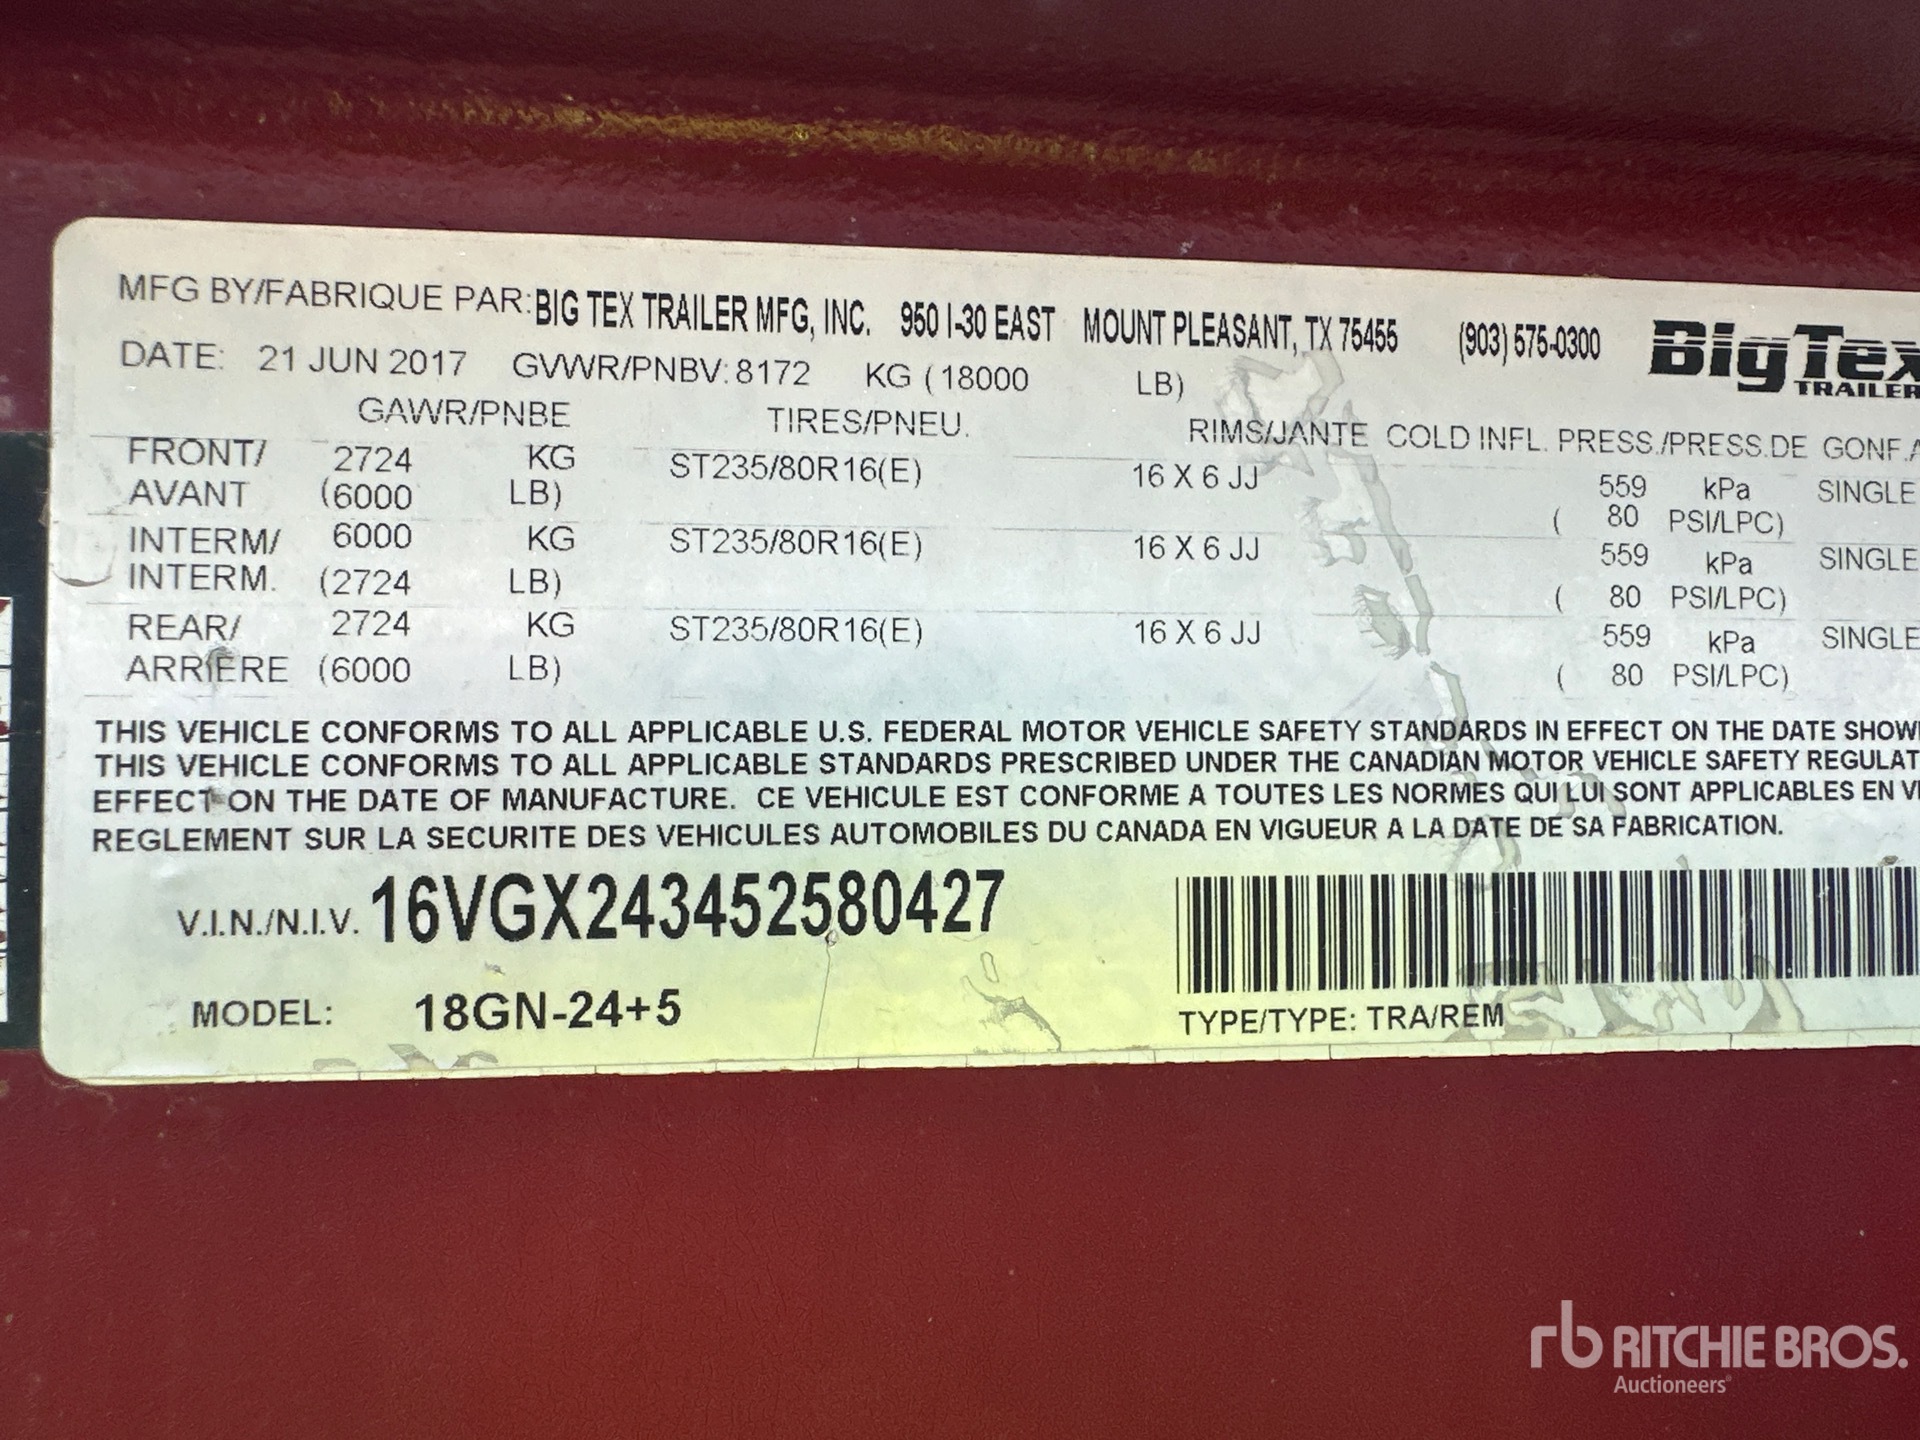 MFG BY/FABRIQUE PAR: BIG TEX TRAILER MFG, INC. 950 I-30 EAST MOUNT PLEASANT, TX 75455 (903) 575-0300 BigTex TRAILER
DATE: 21 JUN 2017 GVWR/PNBV: 8172 KG (18000 LB)
GAWR/PNBE TIRES/PNEU. RIMS/JANTE COLD INFL. PRESS./PRESS.DE GONF.A
FRONT/ 2724 KG ST235/80R16(E) 16 X 6 JJ 559 kPa SINGLE
AVANT (6000 LB) ( 80 PSI/LPC)
INTERM/ 6000 KG ST235/80R16(E) 16 X 6 JJ 559 kPa SINGLE
INTERM. (2724 LB) ( 80 PSI/LPC)
REAR/ 2724 KG ST235/80R16(E) 16 X 6 JJ 559 kPa SINGLE
ARRIERE (6000 LB) ( 80 PSI/LPC)
THIS VEHICLE CONFORMS TO ALL APPLICABLE U.S. FEDERAL MOTOR VEHICLE SAFETY STANDARDS IN EFFECT ON THE DATE SHOW
THIS VEHICLE CONFORMS TO ALL APPLICABLE STANDARDS PRESCRIBED UNDER THE CANADIAN MOTOR VEHICLE SAFETY REGULAT
EFFECT ON THE DATE OF MANUFACTURE. CE VEHICULE EST CONFORME A TOUTES LES NORMES QUI LUI SONT APPLICABLES EN VI
REGLEMENT SUR LA SECURITE DES VEHICULES AUTOMOBILES DU CANADA EN VIGUEUR A LA DATE DE SA FABRICATION.
V.I.N./N.I.V. 16VGX243452580427
MODEL: 18GN-24+5
TYPE/TYPE: TRA/REM
rb RITCHIE BROS.
Auctioneers